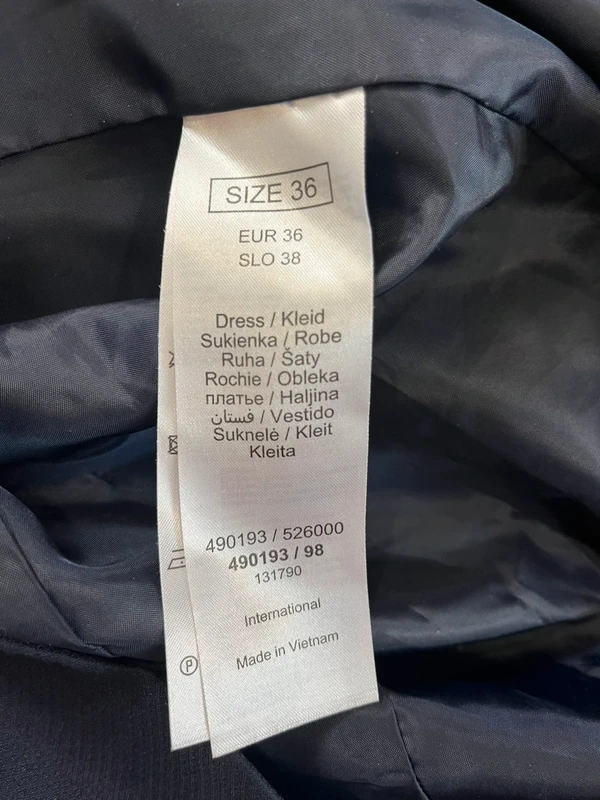 SIZE 36
EUR 36
SLO 38
Dress / Kleid
Sukienka / Robe
Ruha / Šaty
Rochie / Obleka
платье / Haljina
فستان / Vestido
Suknelė / Kleit
Kleita
490193 / 526000
490193 / 98
131790
International
Made in Vietnam
P